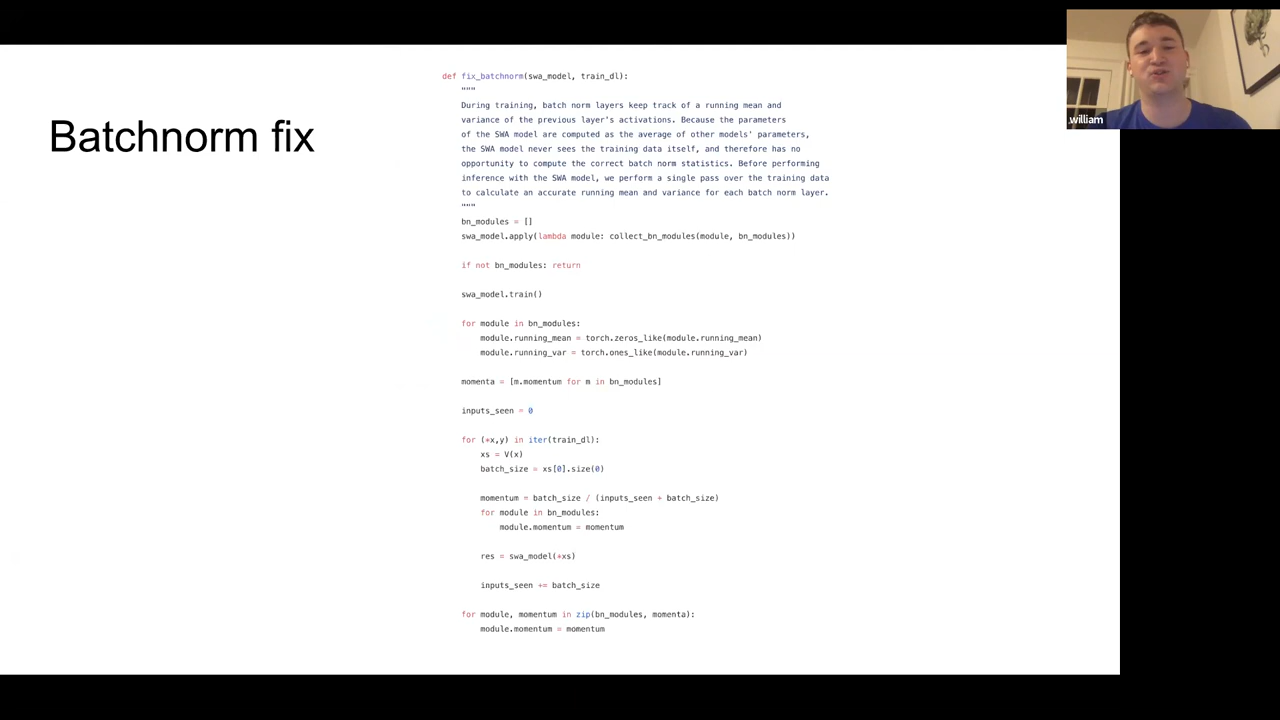 Batchnorm fix
def fix_batchnorm(swa_model, train_dl):
"""
During training, batch norm layers keep track of a running mean and
variance of the previous layer's activations. Because the parameters
of the SWA model are computed as the average of other models' parameters,
the SWA model never sees the training data itself, and therefore has no
opportunity to compute the correct batch norm statistics. Before performing
inference with the SWA model, we perform a single pass over the training data
to calculate an accurate running mean and variance for each batch norm layer.
"""
bn_modules = []
swa_model.apply(lambda module: collect_bn_modules(module, bn_modules))
if not bn_modules: return
swa_model.train()
for module in bn_modules:
module.running_mean = torch.zeros_like(module.running_mean)
module.running_var = torch.ones_like(module.running_var)
momenta = [m.momentum for m in bn_modules]
inputs_seen = 0
for (*x,y) in iter(train_dl):
xs = V(x)
batch_size = xs[0].size(0)
momentum = batch_size / (inputs_seen + batch_size)
for module in bn_modules:
module.momentum = momentum
res = swa_model(*xs)
inputs_seen += batch_size
for module, momentum in zip(bn_modules, momenta):
module.momentum = momentum
.william